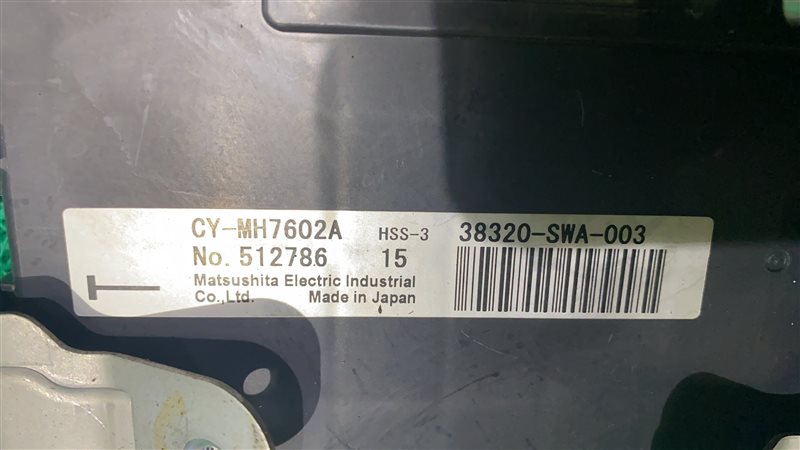 CY-MH7602A HSS-3 38320-SWA-003
No. 512786 15
Matsushita Electric Industrial
Co.,Ltd. Made in Japan